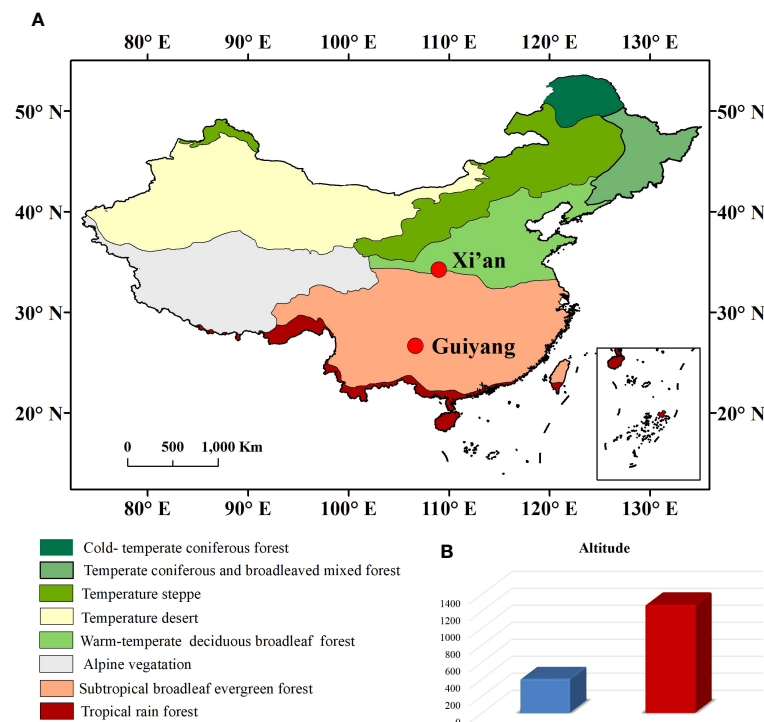 A
80° E 90° E 100° E 110° E 120° E 130° E
50° N
50° N
40° N
40° N
Xi’an
30° N
30° N
Guiyang
20° N
20° N
0 500 1,000 Km
80° E 90° E 100° E 110° E 120° E 130° E
Cold- temperate coniferous forest
Temperate coniferous and broadleaved mixed forest
Temperature steppe
Temperature desert
Warm-temperate deciduous broadleaf forest
Alpine vegatation
Subtropical broadleaf evergreen forest
Tropical rain forest
B
Altitude
1400
1200
1000
800
600
400
200
0